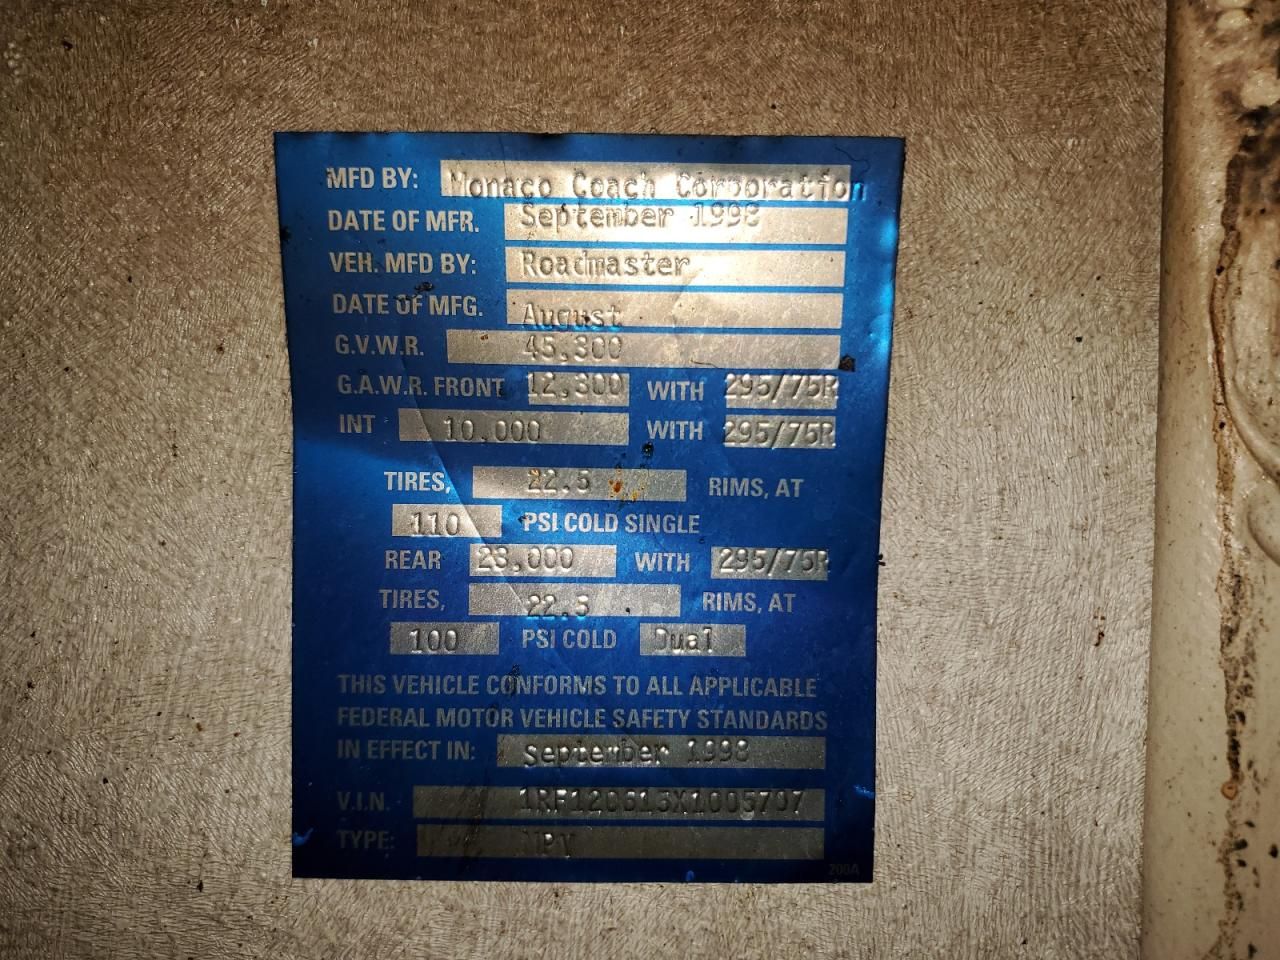 MFD BY: Monaco Coach Corporation
DATE OF MFR. September 1998
VEH. MFD BY: Roadmaster
DATE OF MFG. August
G.V.W.R. 45,300
G.A.W.R. FRONT 12,300 WITH 295/75R
INT 10,000 WITH 295/75R
TIRES, 22.5 RIMS, AT
110 PSI COLD SINGLE
REAR 23,000 WITH 295/75R
TIRES, 22.5 RIMS, AT
100 PSI COLD Dual
THIS VEHICLE CONFORMS TO ALL APPLICABLE
FEDERAL MOTOR VEHICLE SAFETY STANDARDS
IN EFFECT IN: September 1998
V.I.N.
TYPE: MPV
200A